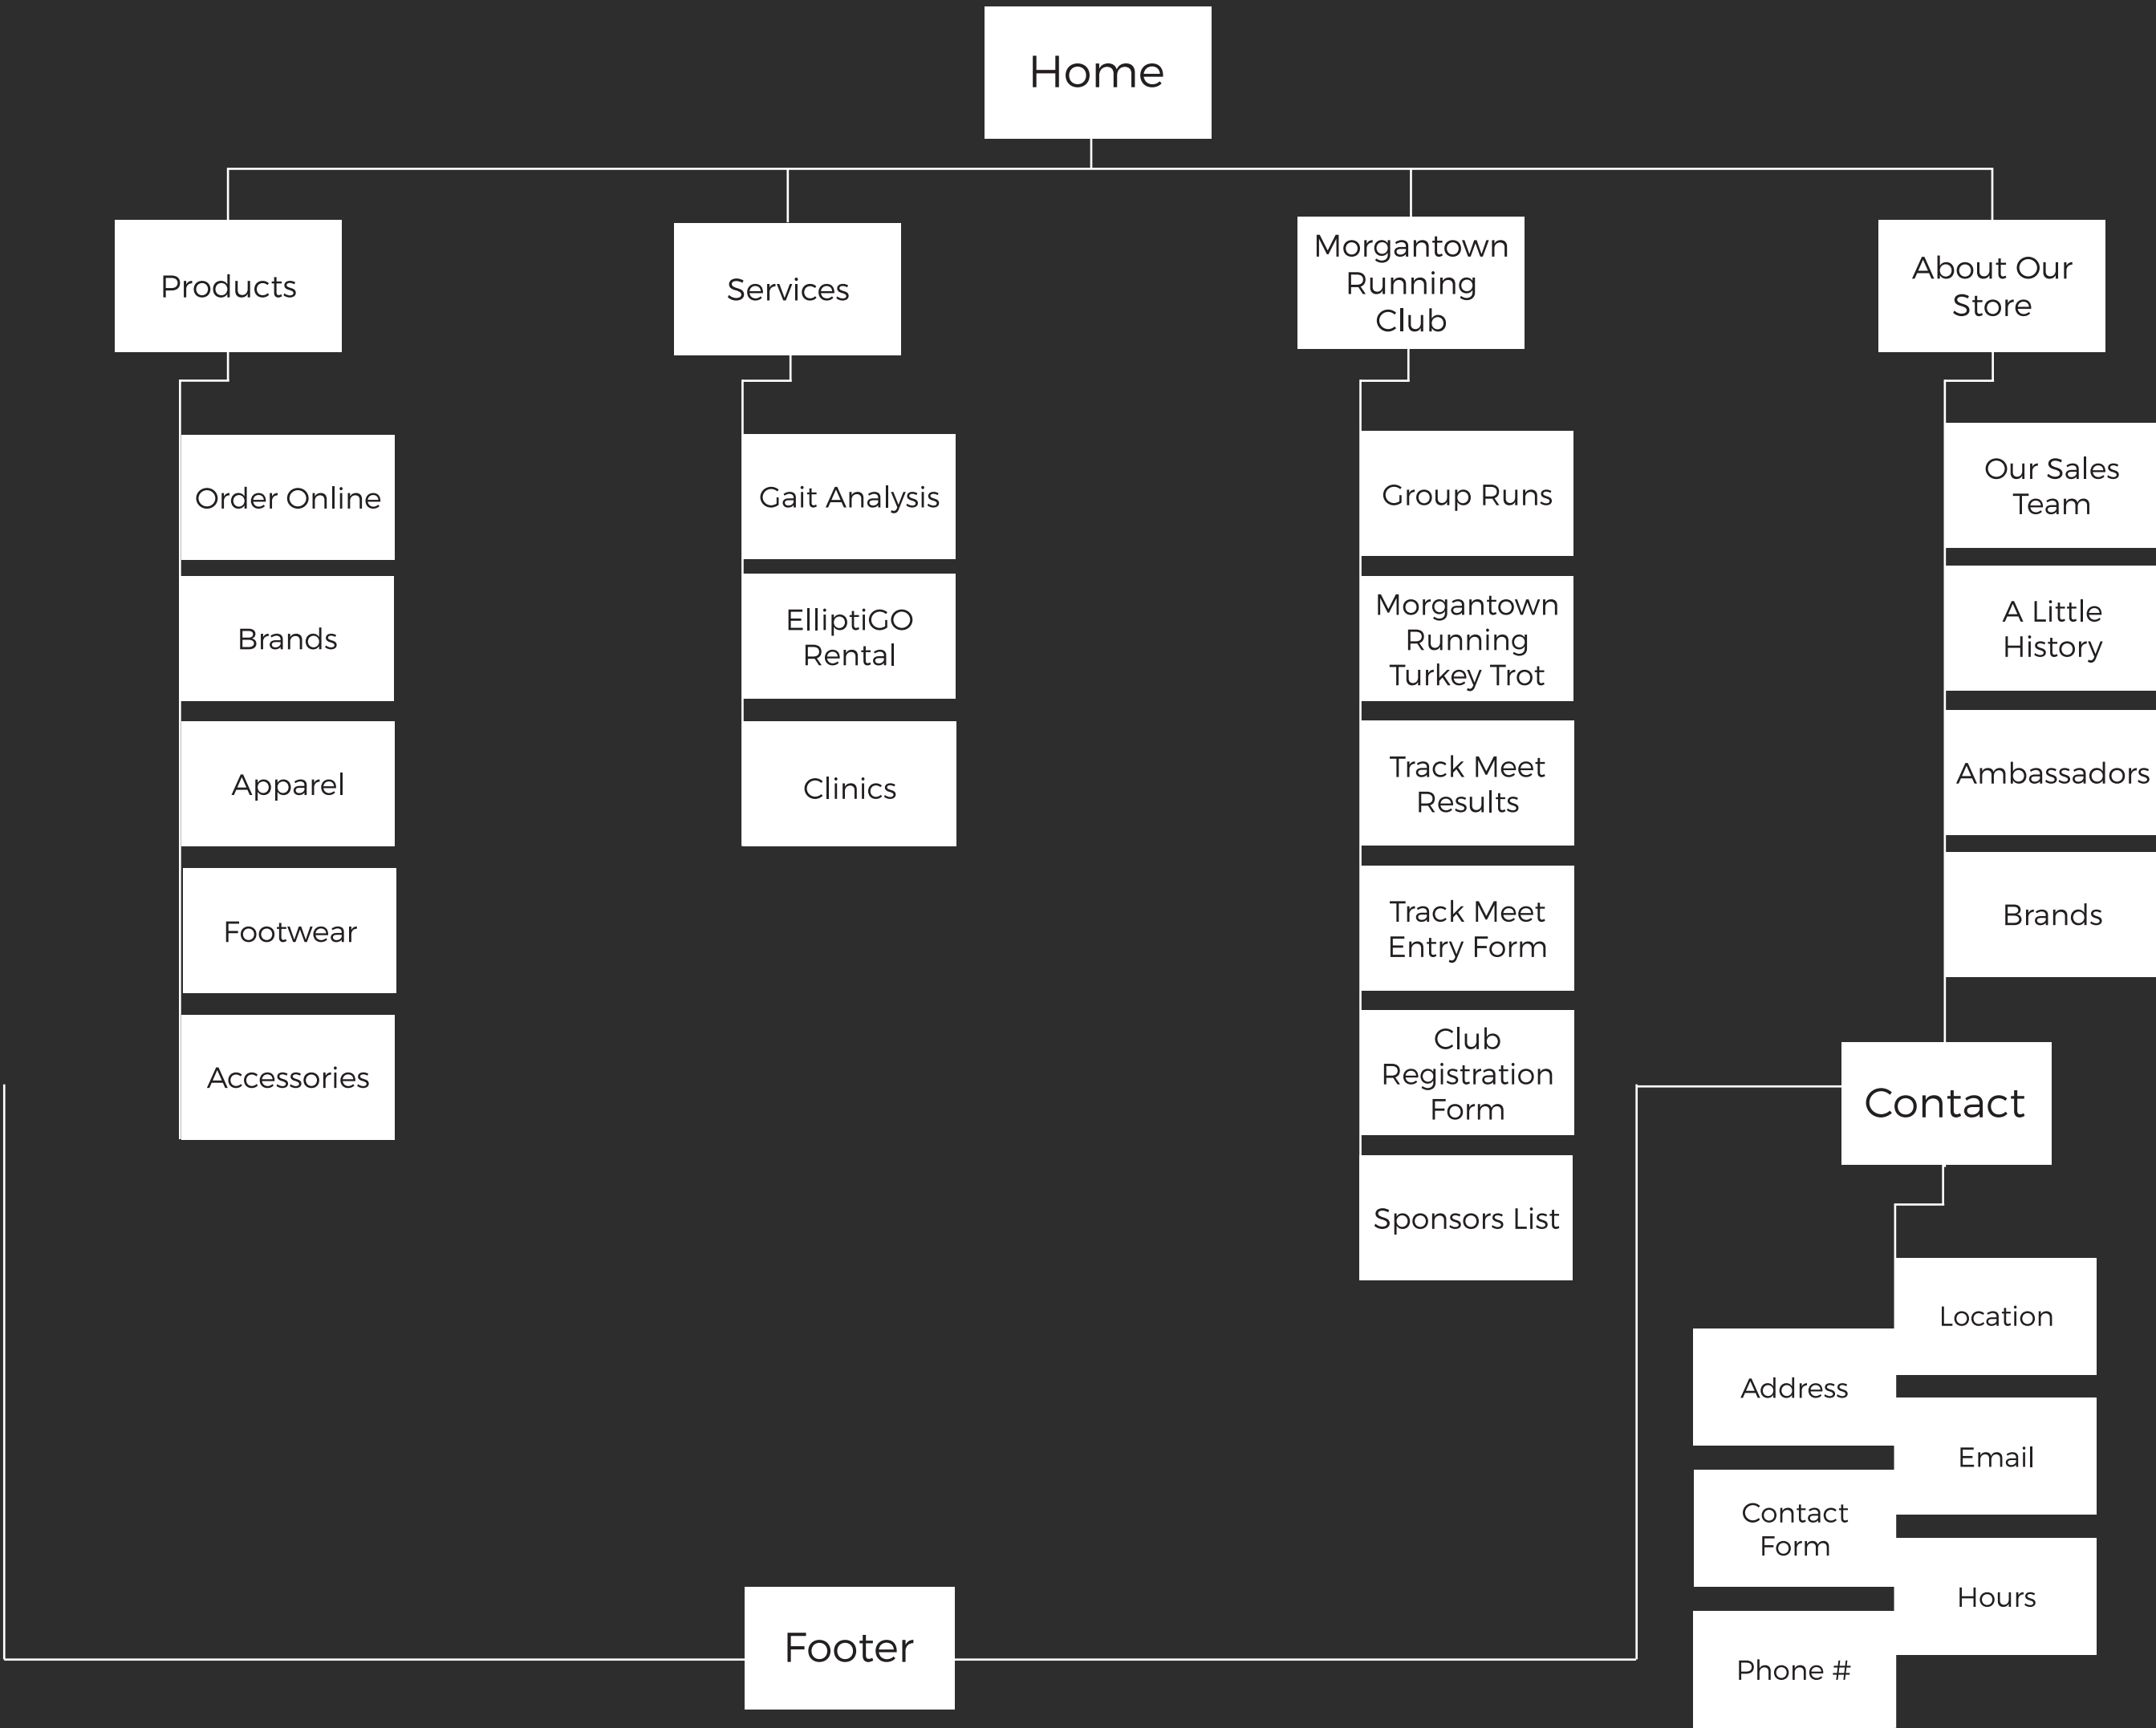 Home
Products
Services
Morgantown
Running
Club
About Our
Store
Order Online
Brands
Apparel
Footwear
Accessories
Gait Analysis
ElliptiGO
Rental
Clinics
Group Runs
Morgantown
Running
Turkey Trot
Track Meet
Results
Track Meet
Entry Form
Club
Registration
Form
Sponsors List
Our Sales
Team
A Little
History
Ambassadors
Brands
Contact
Location
Address
Email
Contact
Form
Hours
Phone #
Footer